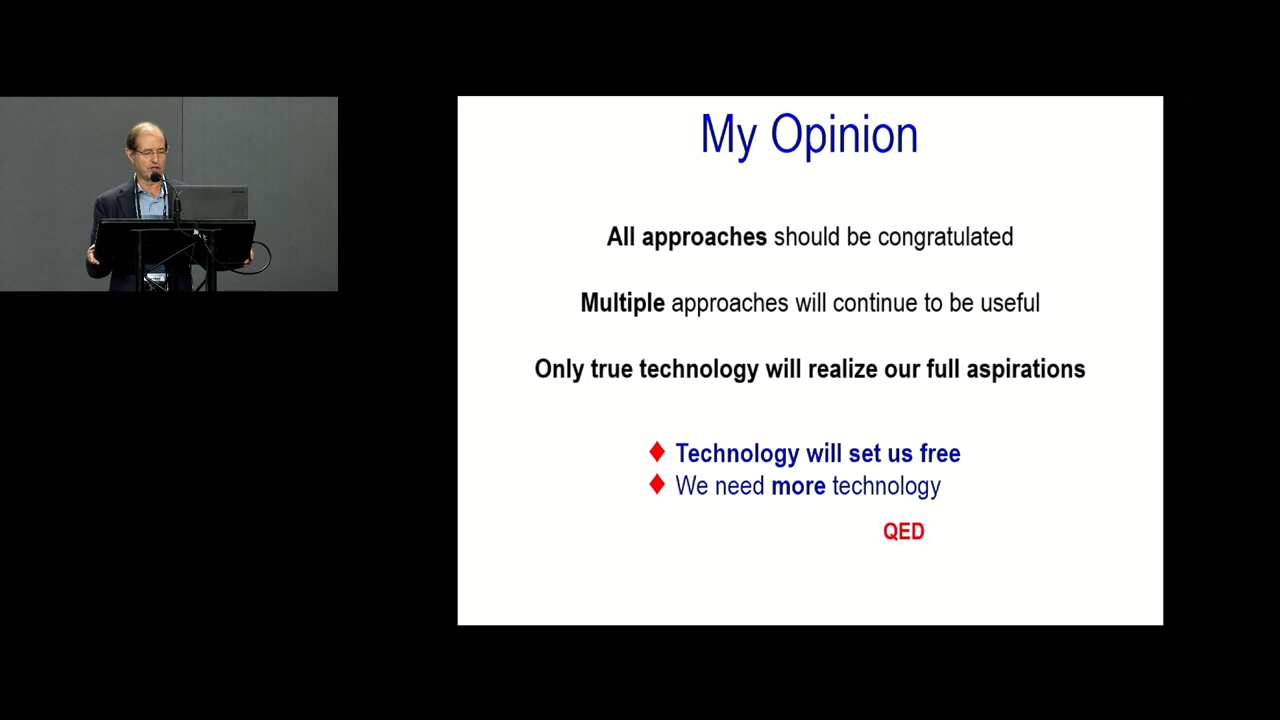 My Opinion
All approaches should be congratulated
Multiple approaches will continue to be useful
Only true technology will realize our full aspirations
Technology will set us free
We need more technology
QED